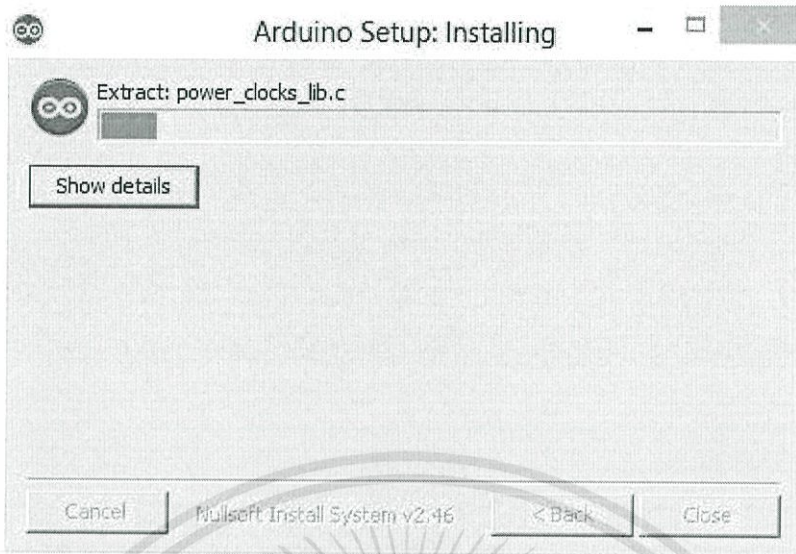 Arduino Setup: Installing
Extract: power_clocks_lib.c
Show details
Cancel Nullsoft Install System v2.46 < Back Close